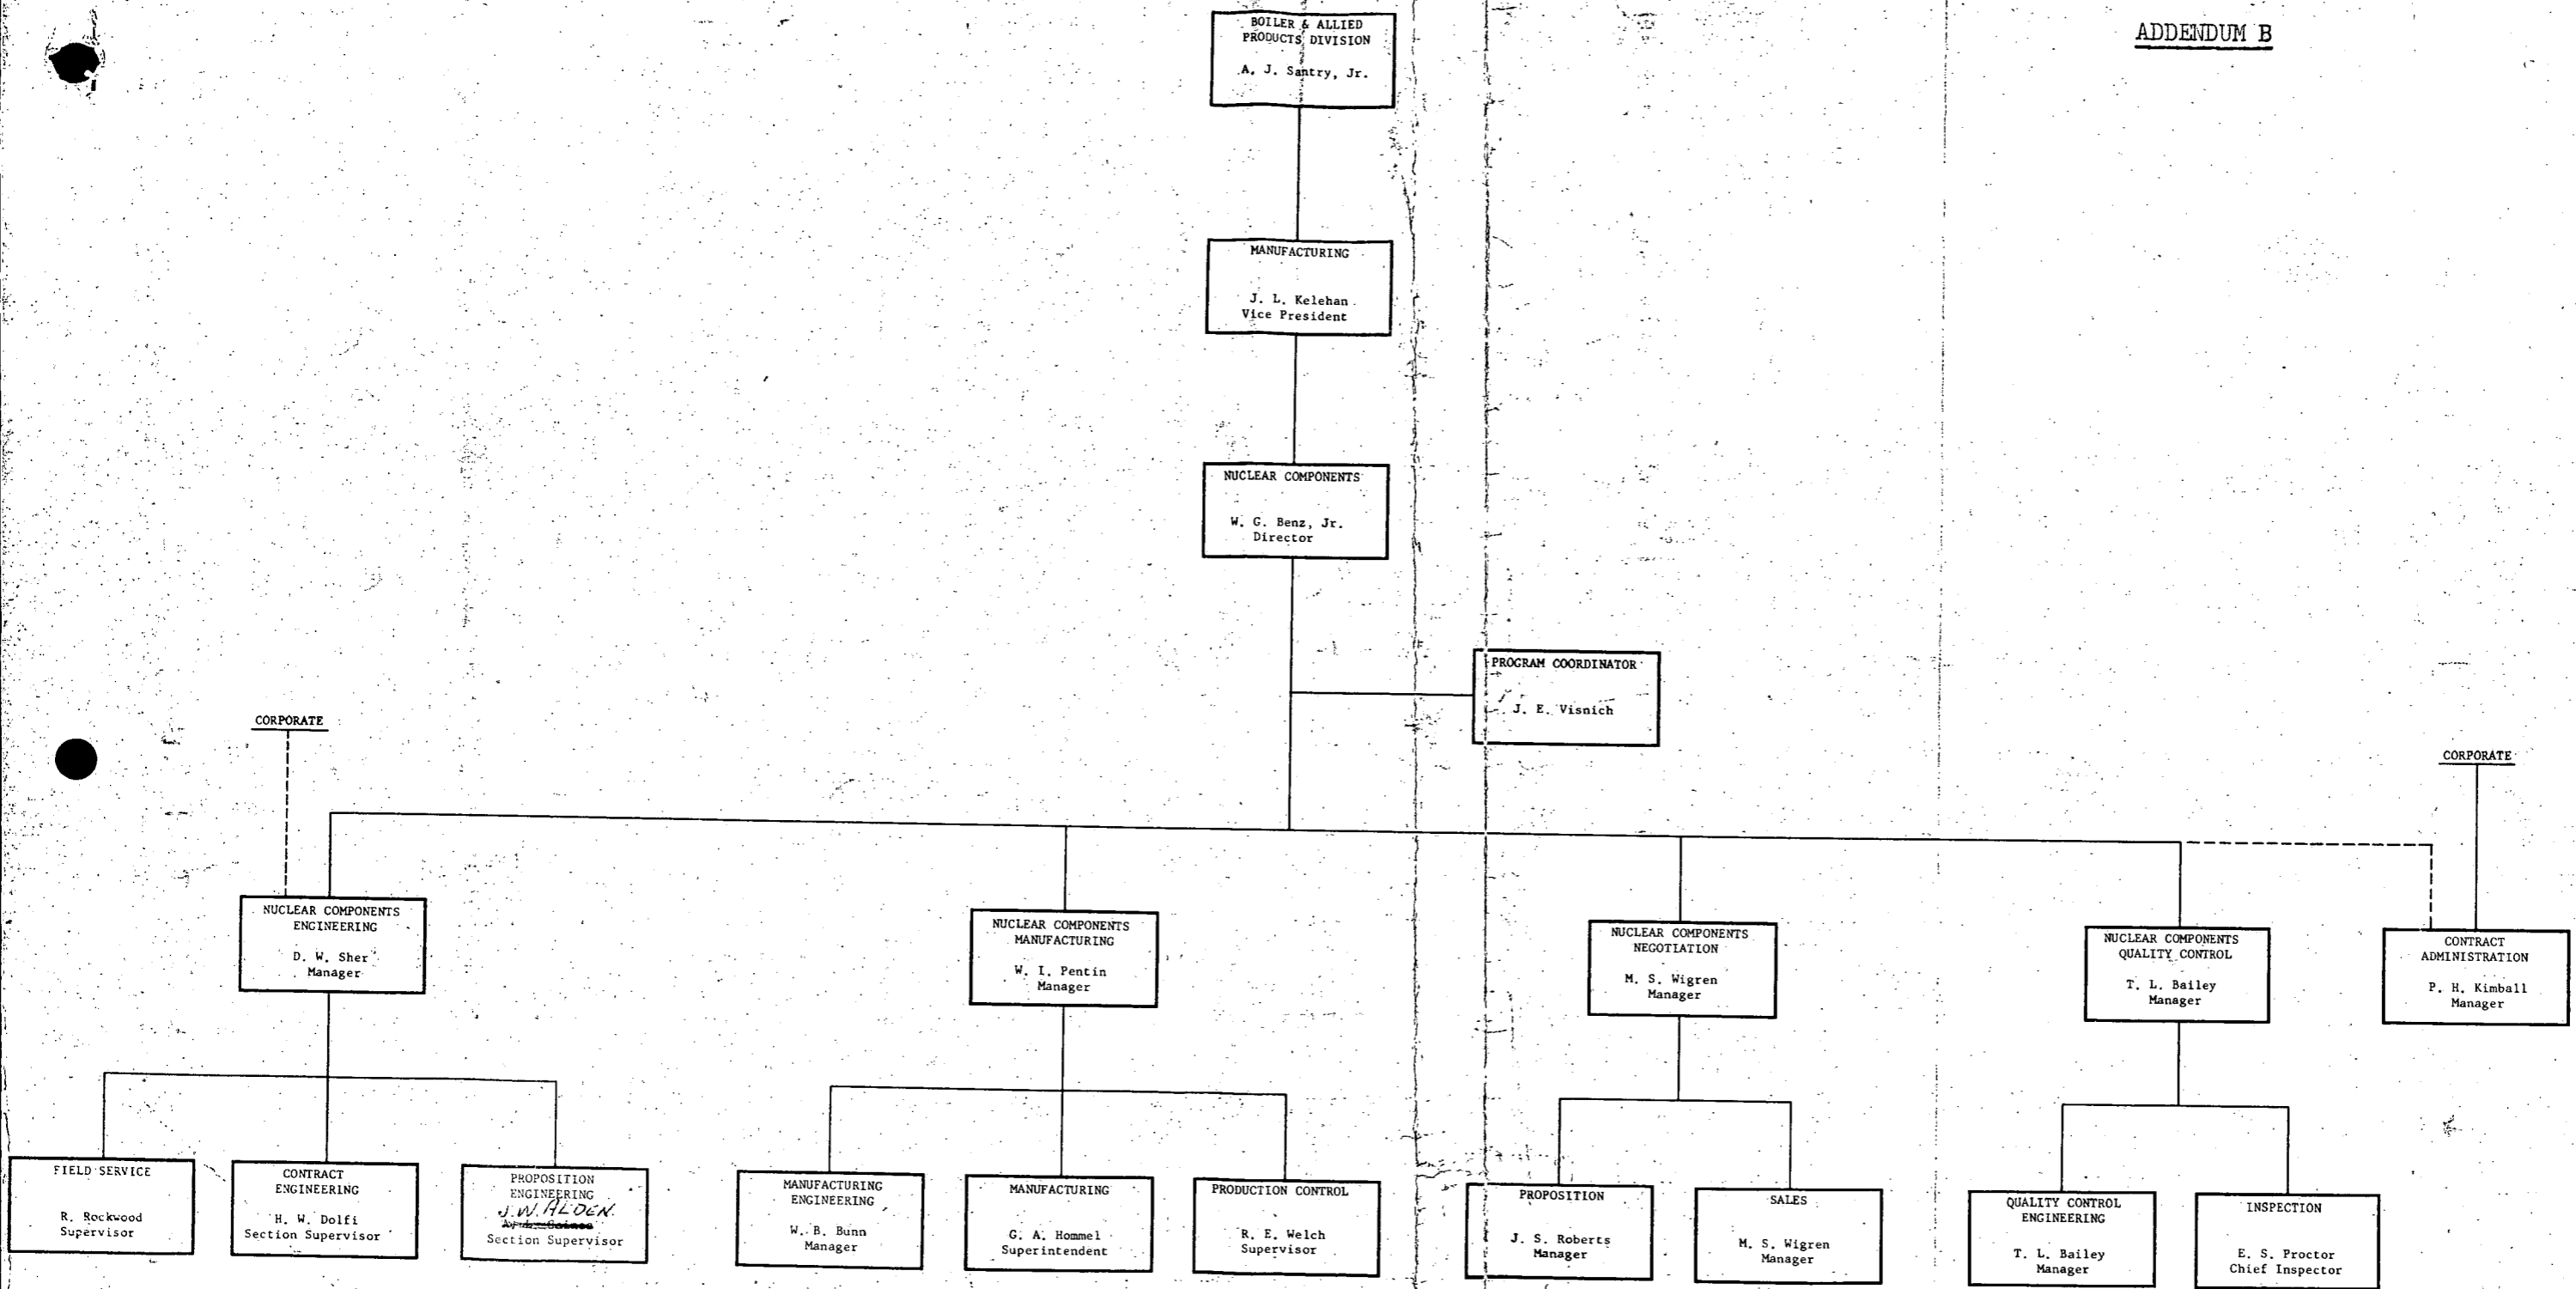 ADDENDUM B
BOILER & ALLIED
PRODUCTS DIVISION
A. J. Santry, Jr.
MANUFACTURING
J. L. Kelehan
Vice President
NUCLEAR COMPONENTS
W. G. Benz, Jr.
Director
PROGRAM COORDINATOR
J. E. Visnich
CORPORATE
CORPORATE
NUCLEAR COMPONENTS
ENGINEERING
D. W. Sher
Manager
NUCLEAR COMPONENTS
MANUFACTURING
W. I. Pentin
Manager
NUCLEAR COMPONENTS
NEGOTIATION
M. S. Wigren
Manager
NUCLEAR COMPONENTS
QUALITY CONTROL
T. L. Bailey
Manager
CONTRACT
ADMINISTRATION
P. H. Kimball
Manager
FIELD SERVICE
R. Rockwood
Supervisor
CONTRACT
ENGINEERING
H. W. Dolfi
Section Supervisor
PROPOSITION
ENGINEERING
J.W. ALDEN
Section Supervisor
MANUFACTURING
ENGINEERING
W. B. Bunn
Manager
MANUFACTURING
G. A. Hommel
Superintendent
PRODUCTION CONTROL
R. E. Welch
Supervisor
PROPOSITION
J. S. Roberts
Manager
SALES
M. S. Wigren
Manager
QUALITY CONTROL
ENGINEERING
T. L. Bailey
Manager
INSPECTION
E. S. Proctor
Chief Inspector